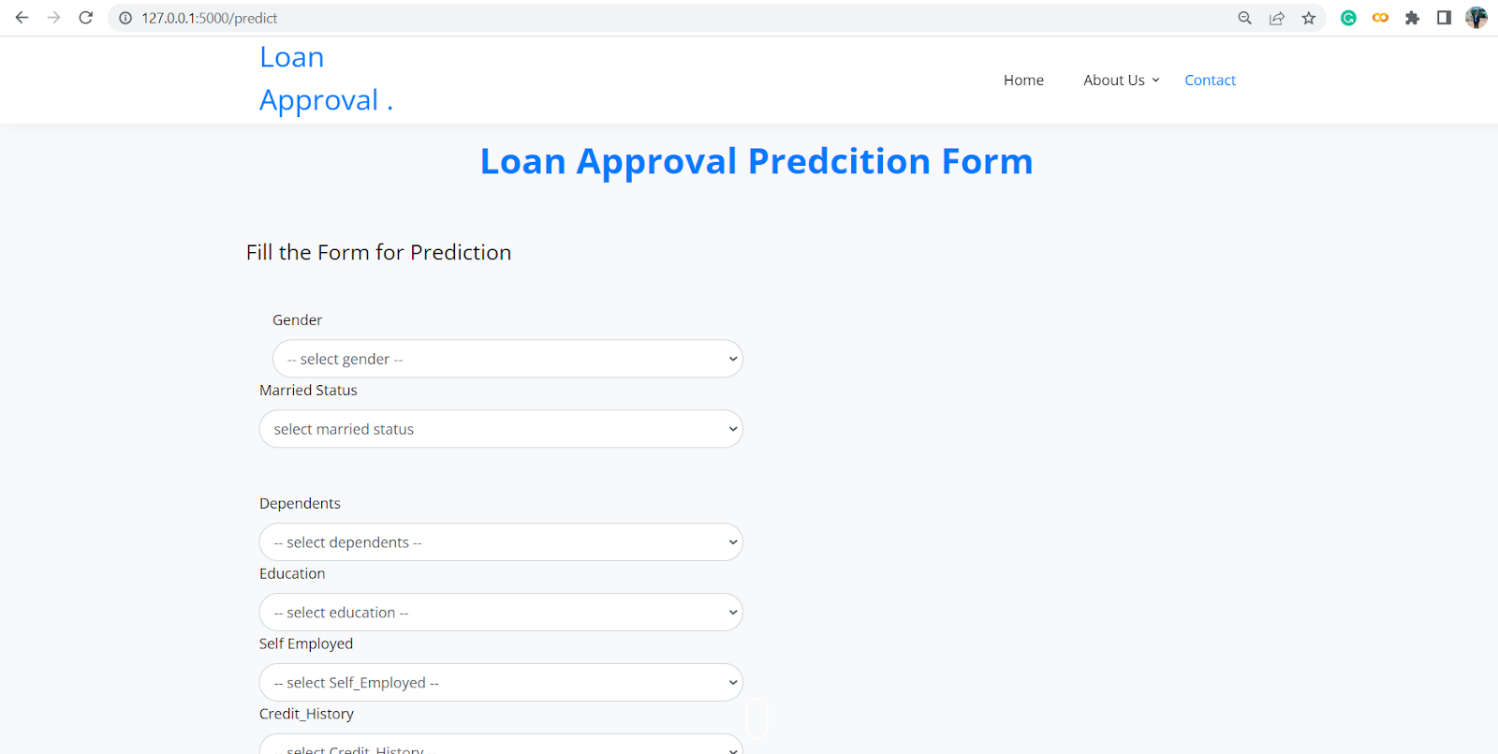 127.0.0.1:5000/predict
Loan
Approval .
Home About Us Contact
Loan Approval Predcition Form
Fill the Form for Prediction
Gender
-- select gender --
Married Status
select married status
Dependents
-- select dependents --
Education
-- select education --
Self Employed
-- select Self_Employed --
Credit_History
-- select Credit_History --